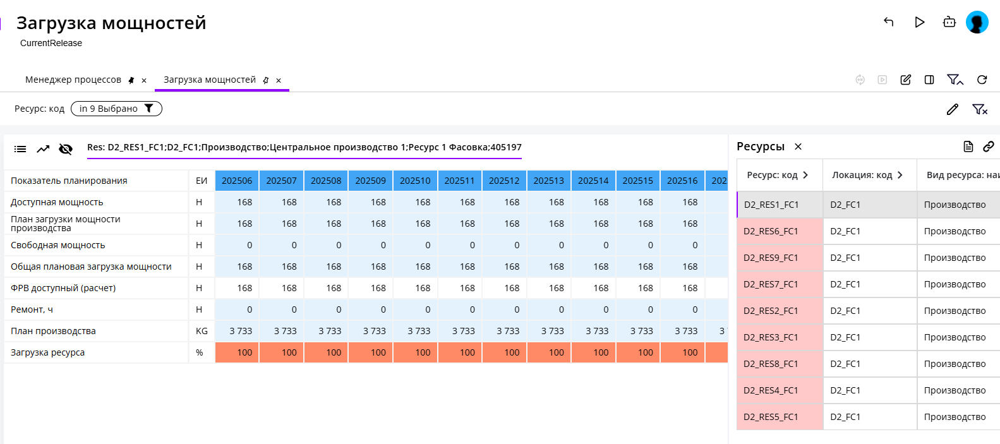 Загрузка мощностей
CurrentRelease
Менеджер процессов
Загрузка мощностей
Ресурс: код in 9 Выбрано
Res: D2_RES1_FC1;D2_FC1;Производство;Центральное производство 1;Ресурс 1 Фасовка;405197
Показатель планирования ЕИ 202506 202507 202508 202509 202510 202511 202512 202513 202514 202515 202516 202
Доступная мощность H 168 168 168 168 168 168 168 168 168 168 168
План загрузки мощности
производства H 168 168 168 168 168 168 168 168 168 168 168
Свободная мощность H 0 0 0 0 0 0 0 0 0 0 0
Общая плановая загрузка мощности H 168 168 168 168 168 168 168 168 168 168 168
ФРВ доступный (расчет) H 168 168 168 168 168 168 168 168 168 168 168
Ремонт, ч H 0 0 0 0 0 0 0 0 0 0 0
План производства KG 3 733 3 733 3 733 3 733 3 733 3 733 3 733 3 733 3 733 3 733 3 733 3
Загрузка ресурса % 100 100 100 100 100 100 100 100 100 100 100
Ресурсы
Ресурс: код Локация: код Вид ресурса: наи
D2_RES1_FC1 D2_FC1 Производство
D2_RES6_FC1 D2_FC1 Производство
D2_RES9_FC1 D2_FC1 Производство
D2_RES7_FC1 D2_FC1 Производство
D2_RES2_FC1 D2_FC1 Производство
D2_RES3_FC1 D2_FC1 Производство
D2_RES8_FC1 D2_FC1 Производство
D2_RES4_FC1 D2_FC1 Производство
D2_RES5_FC1 D2_FC1 Производство